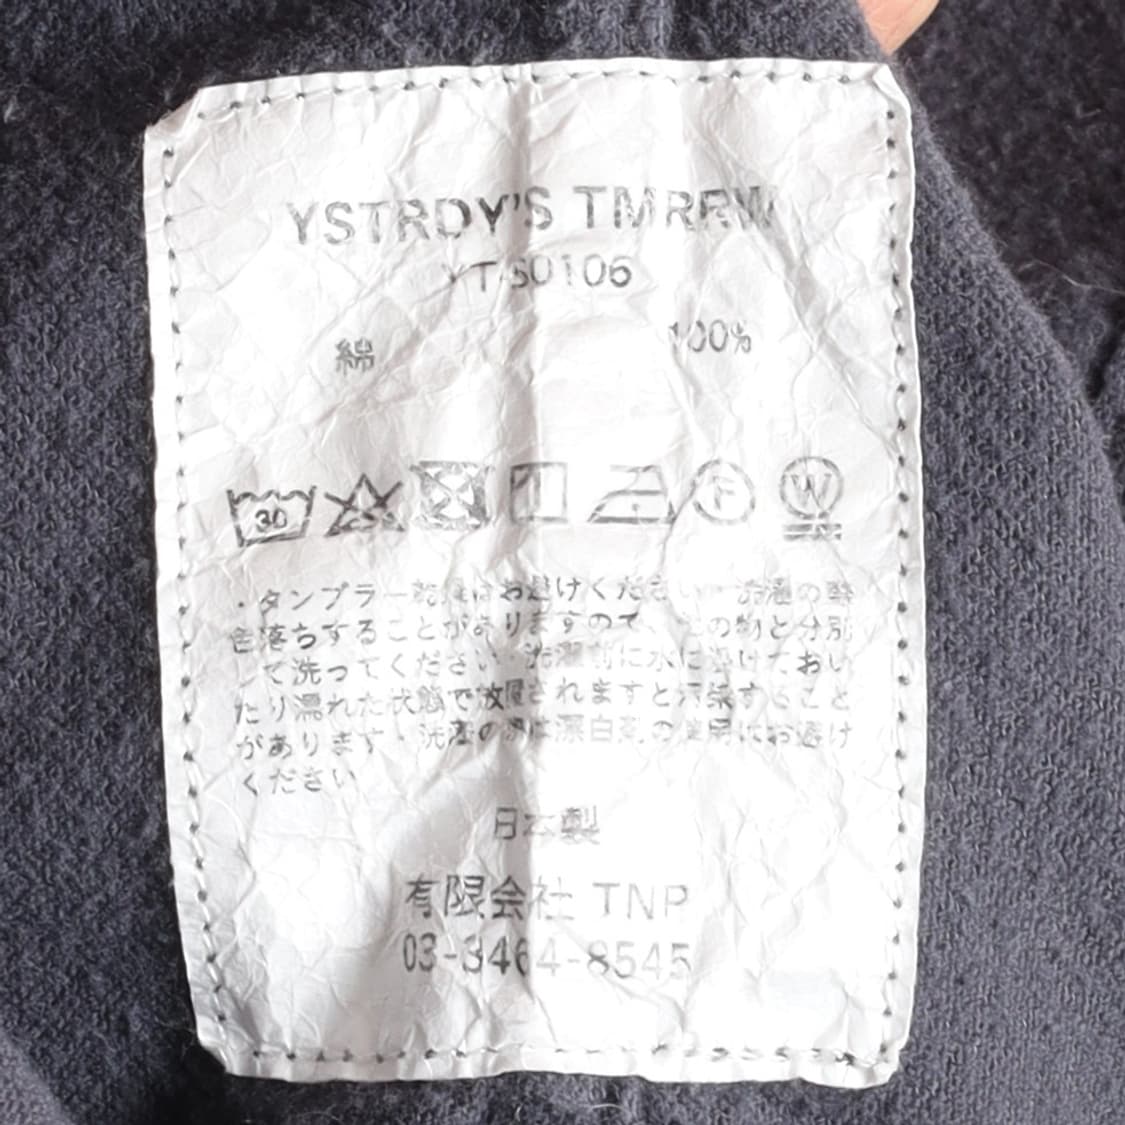 YSTRDY'S TMRRW
YT-S0106
綿 100%
30 F W
・タンブラー乾燥はお避けください・洗濯の際
色落ちすることがありますので、他の物と分別
して洗ってください・洗濯前に水に浸けておい
たり濡れた状態で放置されますと汚染すること
があります・洗濯の際は漂白剤の使用はお避け
ください
日本製
有限会社 TNP
03-3464-8545